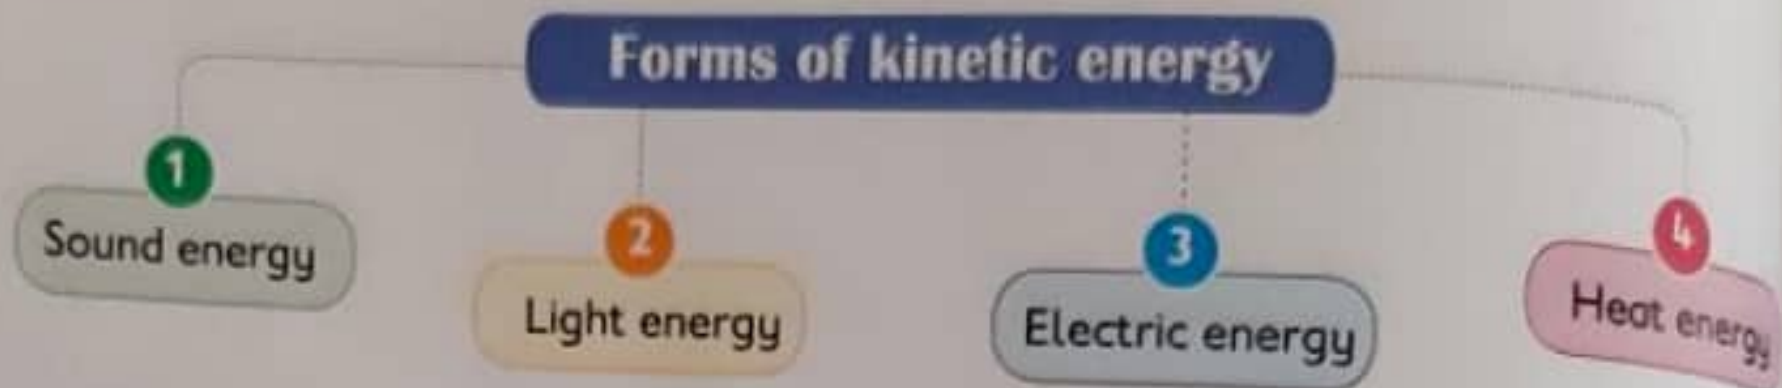 Forms of kinetic energy
1
Sound energy
2
Light energy
3
Electric energy
4
Heat energy